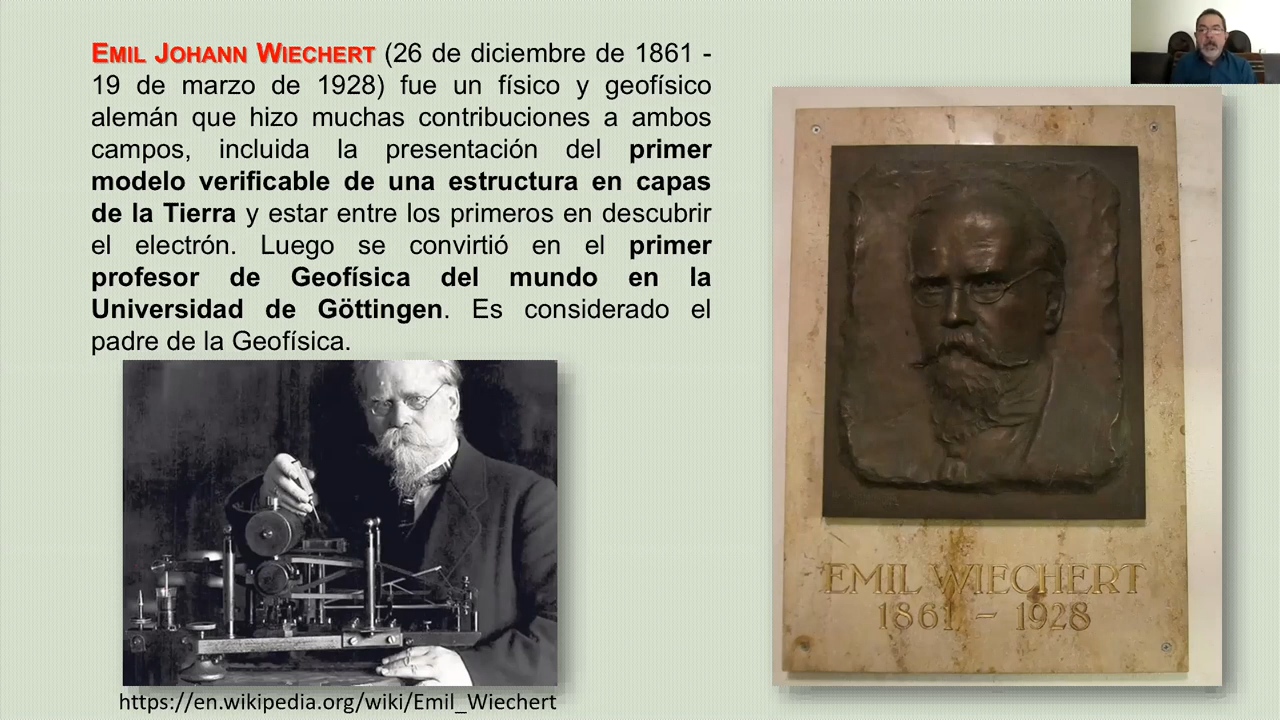 EMIL JOHANN WIECHERT (26 de diciembre de 1861 -
19 de marzo de 1928) fue un físico y geofísico
alemán que hizo muchas contribuciones a ambos
campos, incluida la presentación del primer
modelo verificable de una estructura en capas
de la Tierra y estar entre los primeros en descubrir
el electrón. Luego se convirtió en el primer
profesor de Geofísica del mundo en la
Universidad de Göttingen. Es considerado el
padre de la Geofísica.
https://en.wikipedia.org/wiki/Emil_Wiechert
EMIL WIECHERT
1861 – 1928